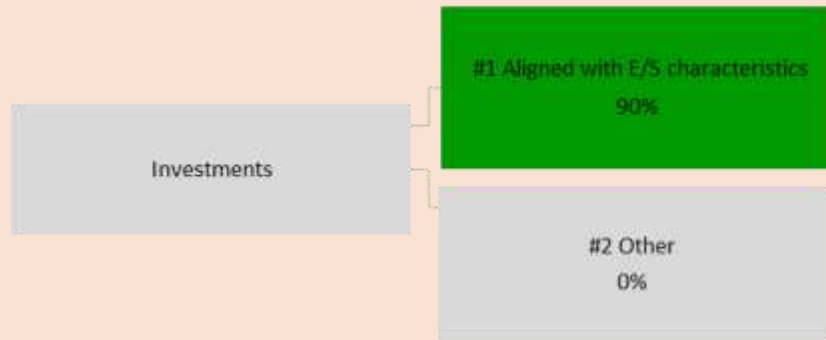 #1 Aligned with E/S characteristics
90%
Investments
#2 Other
0%